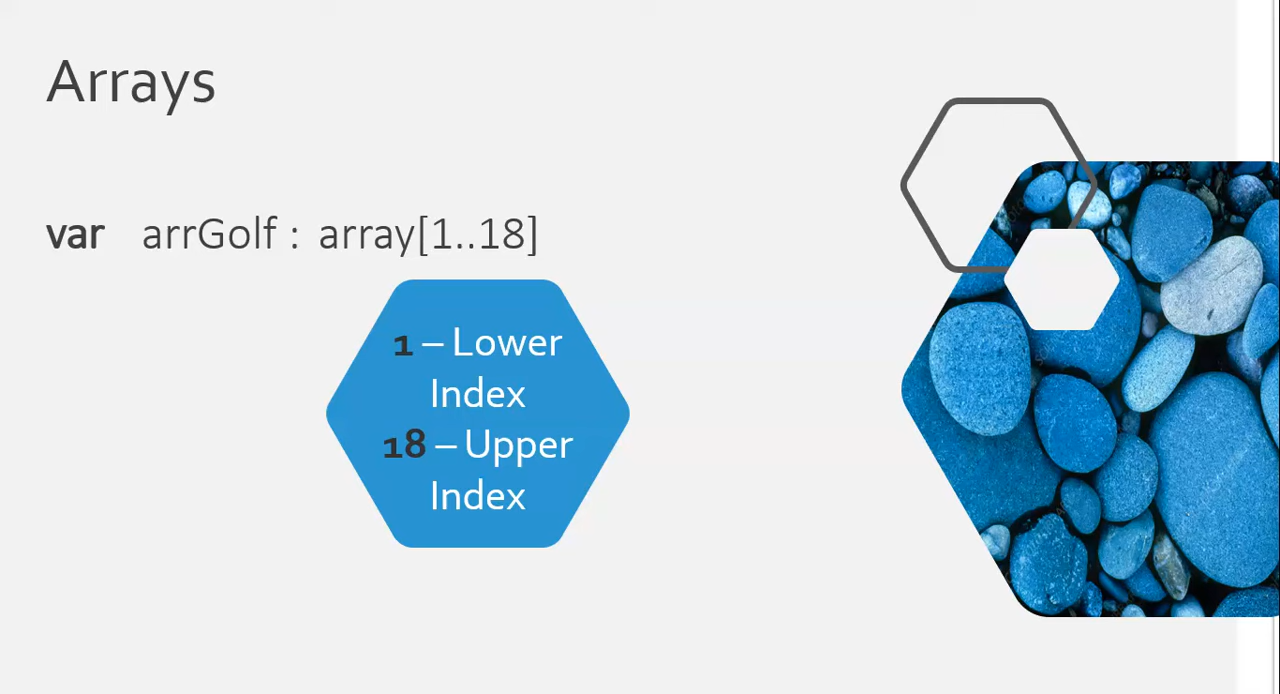 Arrays
var arrGolf : array[1..18]
1 – Lower
Index
18 – Upper
Index